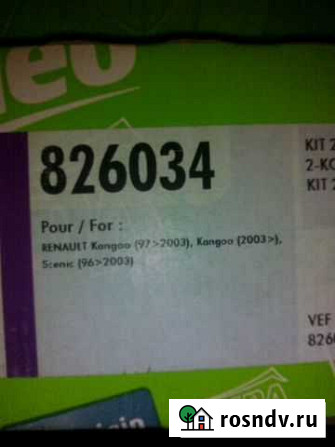 leo
826034
Pour / For :
RENAULT Kangoo (97>2003), Kangoo (2003>),
Scenic (96>2003)
KIT 2
2-KO
KIT 2
VEF
8260
rosndv.ru